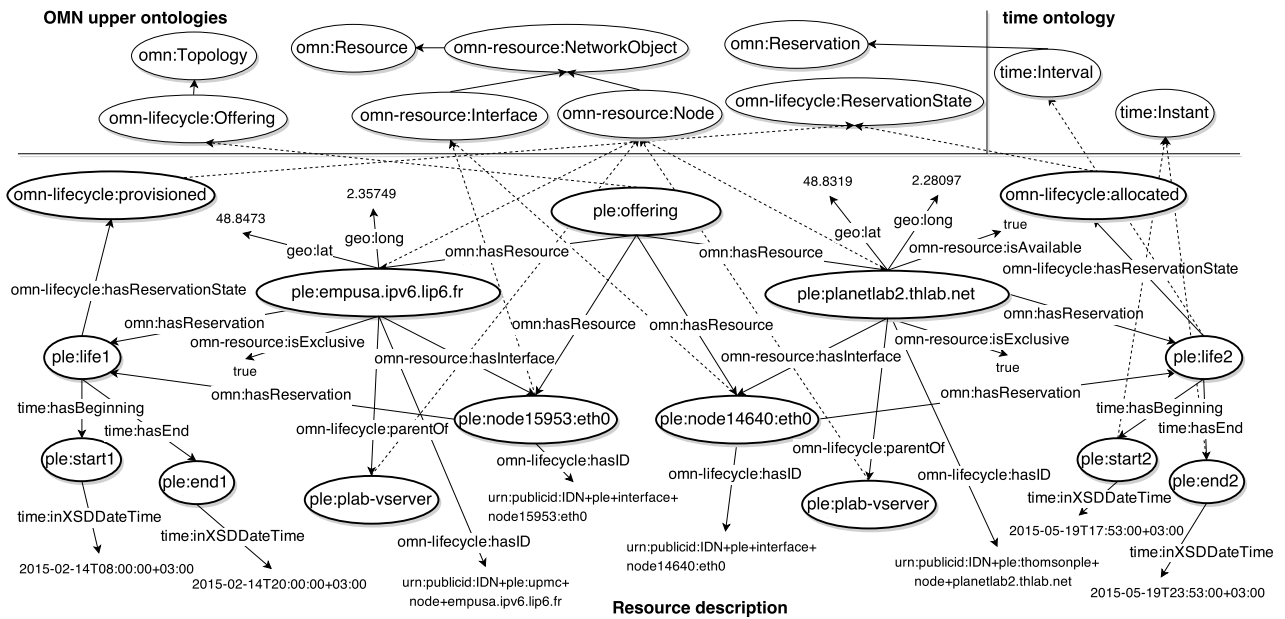 OMN upper ontologies
time ontology
omn:Topology
omn:Resource
omn-resource:NetworkObject
omn:Reservation
time:Interval
omn-lifecycle:Offering
omn-resource:Interface
omn-resource:Node
omn-lifecycle:ReservationState
time:Instant
omn-lifecycle:provisioned
2.35749
48.8473
geo:long
geo:lat
ple:offering
48.8319
2.28097
geo:lat
geo:long
omn-lifecycle:allocated
true
omn-resource:isAvailable
omn:hasResource
omn:hasResource
omn-lifecycle:hasReservationState
omn-lifecycle:hasReservationState
ple:empusa.ipv6.lip6.fr
ple:planetlab2.thlab.net
omn:hasReservation
omn:hasResource
omn:hasResource
omn:hasReservation
omn-resource:isExclusive
omn-resource:isExclusive
ple:life1
omn-resource:hasInterface
omn-resource:hasInterface
ple:life2
true
true
omn:hasReservation
omn:hasReservation
time:hasBeginning
time:hasEnd
ple:node15953:eth0
ple:node14640:eth0
time:hasBeginning
time:hasEnd
omn-lifecycle:parentOf
omn-lifecycle:parentOf
ple:start1
ple:end1
omn-lifecycle:hasID
omn-lifecycle:hasID
omn-lifecycle:hasID
ple:start2
ple:end2
ple:plab-vserver
urn:publicid:IDN+ple+interface+
node15953:eth0
ple:plab-vserver
time:inXSDDateTime
time:inXSDDateTime
time:inXSDDateTime
2015-05-19T17:53:00+03:00
omn-lifecycle:hasID
urn:publicid:IDN+ple+interface+
node14640:eth0
time:inXSDDateTime
2015-02-14T08:00:00+03:00
2015-02-14T20:00:00+03:00
urn:publicid:IDN+ple:upmc+
node+empusa.ipv6.lip6.fr
urn:publicid:IDN+ple:thomsonple+
node+planetlab2.thlab.net
2015-05-19T23:53:00+03:00
Resource description